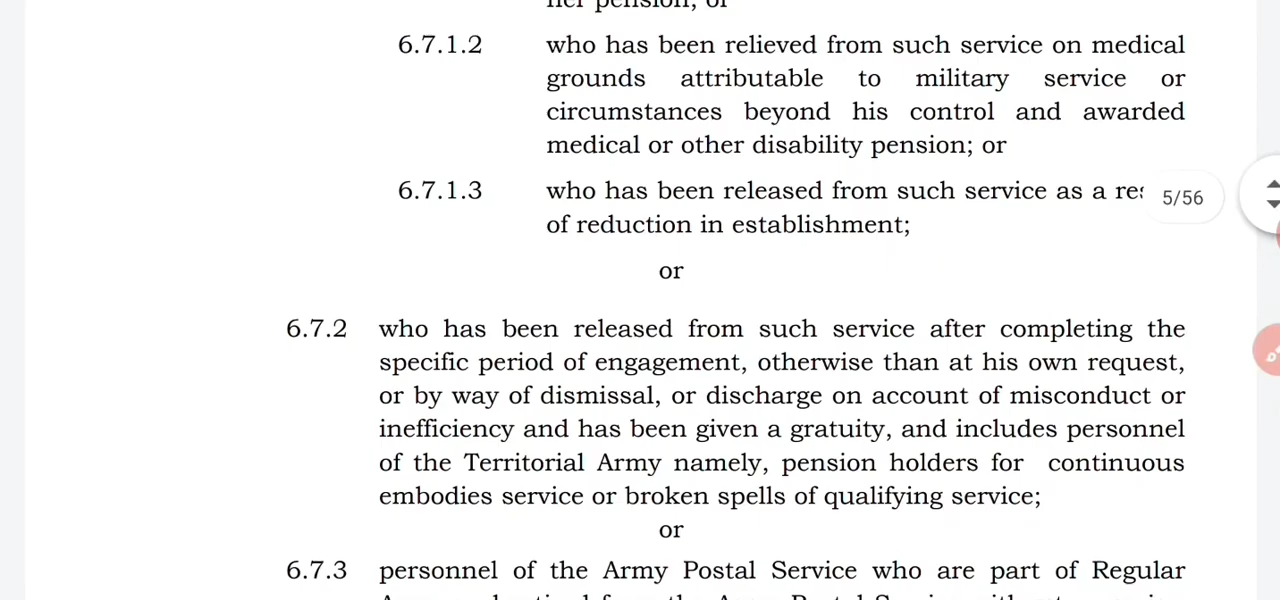 her pension; or
6.7.1.2 who has been relieved from such service on medical
grounds attributable to military service or
circumstances beyond his control and awarded
medical or other disability pension; or
6.7.1.3 who has been released from such service as a
5/56
of reduction in establishment;
or
6.7.2 who has been released from such service after completing the
specific period of engagement, otherwise than at his own request,
or by way of dismissal, or discharge on account of misconduct or
inefficiency and has been given a gratuity, and includes personnel
of the Territorial Army namely, pension holders for continuous
embodies service or broken spells of qualifying service;
or
6.7.3 personnel of the Army Postal Service who are part of Regular